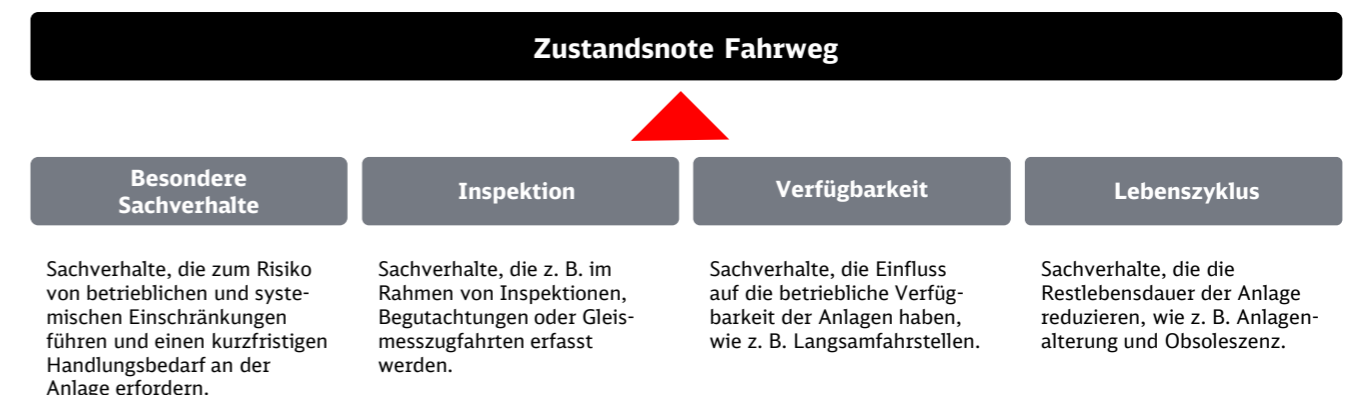 Zustandsnote Fahrweg
Besondere
Sachverhalte
Inspektion
Verfügbarkeit
Lebenszyklus
Sachverhalte, die zum Risiko
von betrieblichen und syste-
mischen Einschränkungen
führen und einen kurzfristigen
Handlungsbedarf an der
Anlage erfordern.
Sachverhalte, die z. B. im
Rahmen von Inspektionen,
Begutachtungen oder Gleis-
messzugfahrten erfasst
werden.
Sachverhalte, die Einfluss
auf die betriebliche Verfüg-
barkeit der Anlagen haben,
wie z. B. Langsamfahrstellen.
Sachverhalte, die die
Restlebensdauer der Anlage
reduzieren, wie z. B. Anlagen-
alterung und Obsoleszenz.